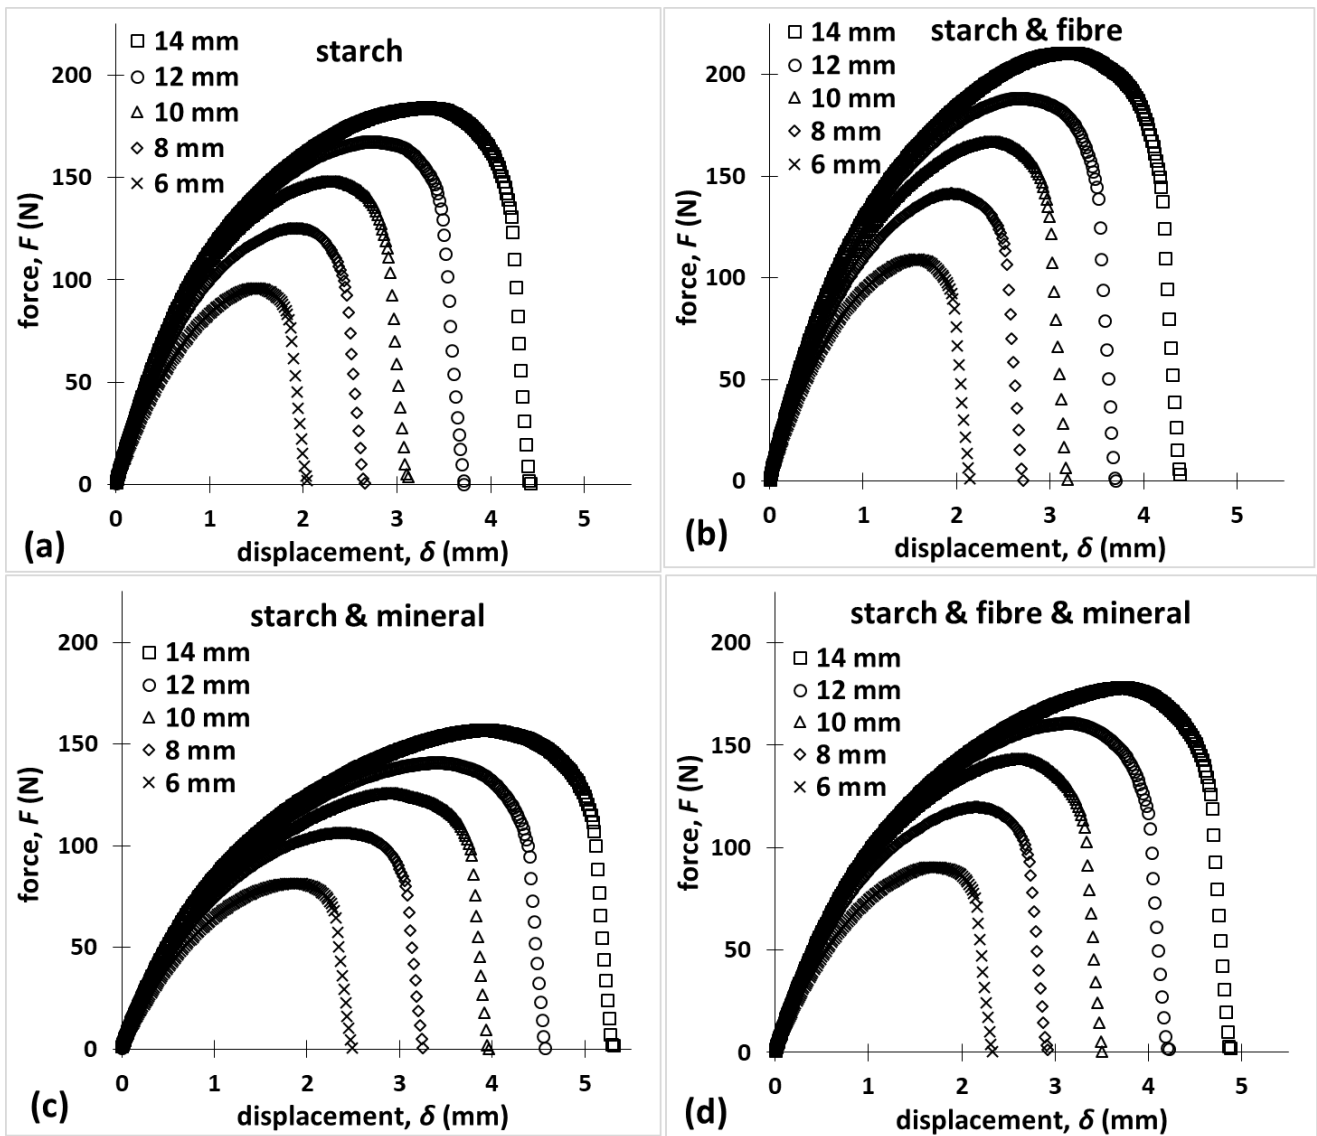 starch
14 mm
12 mm
10 mm
8 mm
6 mm
200
150
100
50
0
force, F (N)
0 1 2 3 4 5
displacement, δ (mm)
(a)
starch & fibre
14 mm
12 mm
10 mm
8 mm
6 mm
200
150
100
50
0
force, F (N)
0 1 2 3 4 5
displacement, δ (mm)
(b)
starch & mineral
14 mm
12 mm
10 mm
8 mm
6 mm
200
150
100
50
0
force, F (N)
0 1 2 3 4 5
displacement, δ (mm)
(c)
starch & fibre & mineral
14 mm
12 mm
10 mm
8 mm
6 mm
200
150
100
50
0
force, F (N)
0 1 2 3 4 5
displacement, δ (mm)
(d)